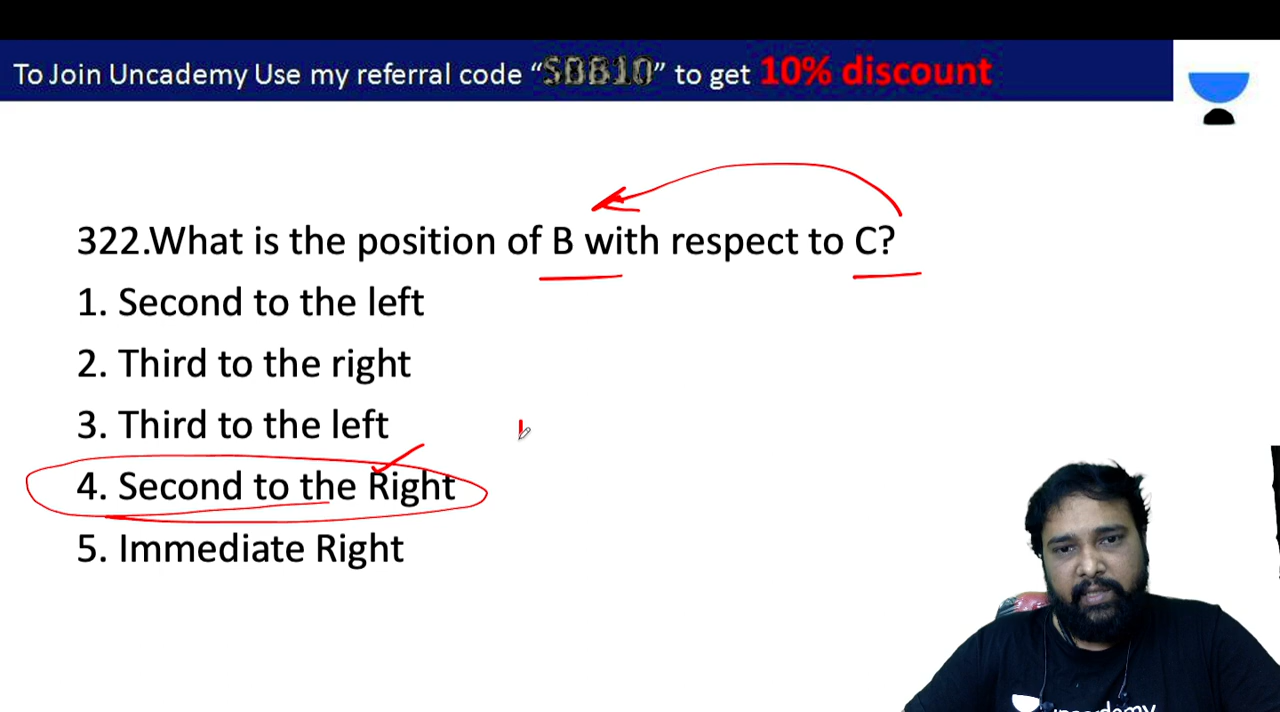 To Join Uncademy Use my referral code "SBB10" to get 10% discount
322.What is the position of B with respect to C?
1. Second to the left
2. Third to the right
3. Third to the left
4. Second to the Right
5. Immediate Right